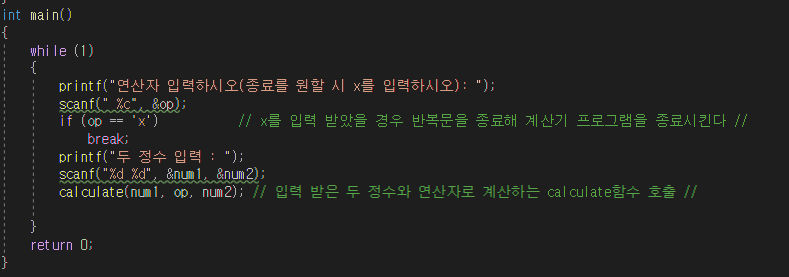 }
int main()
{
while (1)
{
printf("연산자 입력하시오(종료를 원할 시 x를 입력하시오): ");
scanf(" %c", &op);
if (op == 'x') // x를 입력 받았을 경우 반복문을 종료해 계산기 프로그램을 종료시킨다 //
break;
printf("두 정수 입력 : ");
scanf("%d %d", &num1, &num2);
calculate(num1, op, num2); // 입력 받은 두 정수와 연산자로 계산하는 calculate함수 호출 //
}
return 0;
}